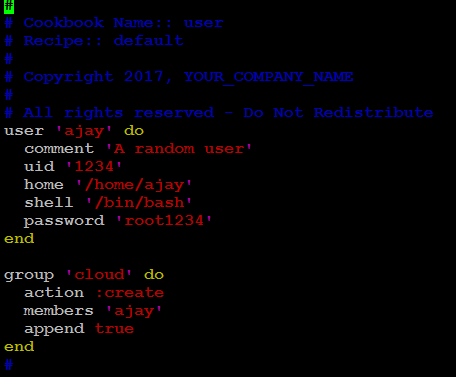 #
# Cookbook Name:: user
# Recipe:: default
#
# Copyright 2017, YOUR_COMPANY_NAME
#
# All rights reserved - Do Not Redistribute
user 'ajay' do
  comment 'A random user'
  uid '1234'
  home '/home/ajay'
  shell '/bin/bash'
  password 'root1234'
end

group 'cloud' do
  action :create
  members 'ajay'
  append true
end
#